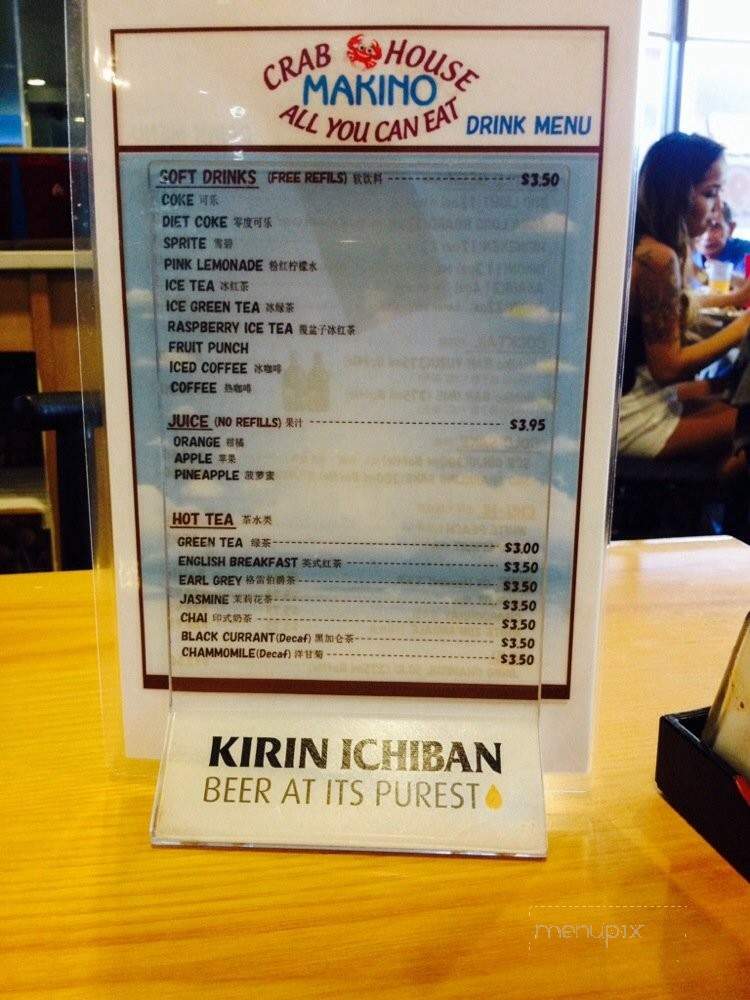 CRAB HOUSE
MAKINO
ALL YOU CAN EAT
DRINK MENU
SOFT DRINKS (FREE REFILS) 软饮料 $3.50
COKE 可乐
DIET COKE 零度可乐
SPRITE 雪碧
PINK LEMONADE 粉红柠檬水
ICE TEA 冰红茶
ICE GREEN TEA 冰绿茶
RASPBERRY ICE TEA 覆盆子冰红茶
FRUIT PUNCH
ICED COFFEE 冰咖啡
COFFEE 热咖啡
JUICE (NO REFILLS) 果汁 $3.95
ORANGE 柑橘
APPLE 苹果
PINEAPPLE 菠萝蜜
HOT TEA 茶水类
GREEN TEA 绿茶 $3.00
ENGLISH BREAKFAST 英式红茶 $3.50
EARL GREY 格雷伯爵茶 $3.50
JASMINE 茉莉花茶 $3.50
CHAI 印式奶茶 $3.50
BLACK CURRANT (Decaf) 黑加仑茶 $3.50
CHAMMOMILE (Decaf) 洋甘菊 $3.50
KIRIN ICHIBAN
BEER AT ITS PUREST
menupix